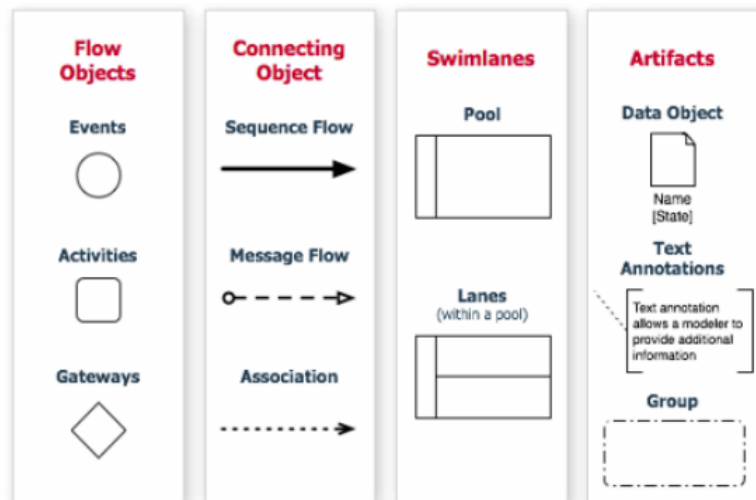 Flow
Objects
Events
Activities
Gateways
Connecting
Object
Sequence Flow
Message Flow
Association
Swimlanes
Pool
Lanes
(within a pool)
Artifacts
Data Object
Name
[State]
Text
Annotations
Text annotation
allows a modeler to
provide additional
information
Group